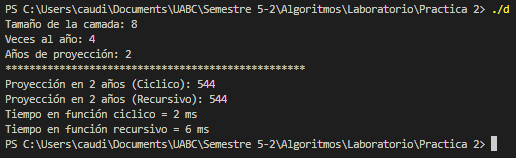 PS C:\Users\caudi\Documents\UABC\Semestre 5-2\Algoritmos\Laboratorio\Practica 2> ./d
Tamaño de la camada: 8
Veces al año: 4
Años de proyección: 2
**************************************************
Proyección en 2 años (Ciclico): 544
Proyección en 2 años (Recursivo): 544
Tiempo en función ciclico = 2 ms
Tiempo en función recursivo = 6 ms
PS C:\Users\caudi\Documents\UABC\Semestre 5-2\Algoritmos\Laboratorio\Practica 2>